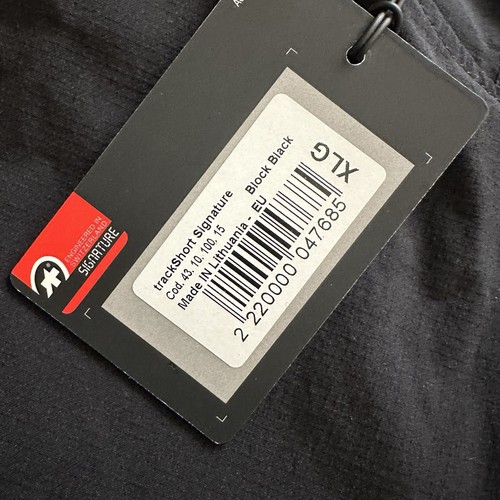 trackShort Signature
Cod. 43.10.100.15
Made IN Lithuania - EU Block Black
XLG
2 220000 047685
ENGINEERED IN
SWITZERLAND
SIGNATURE